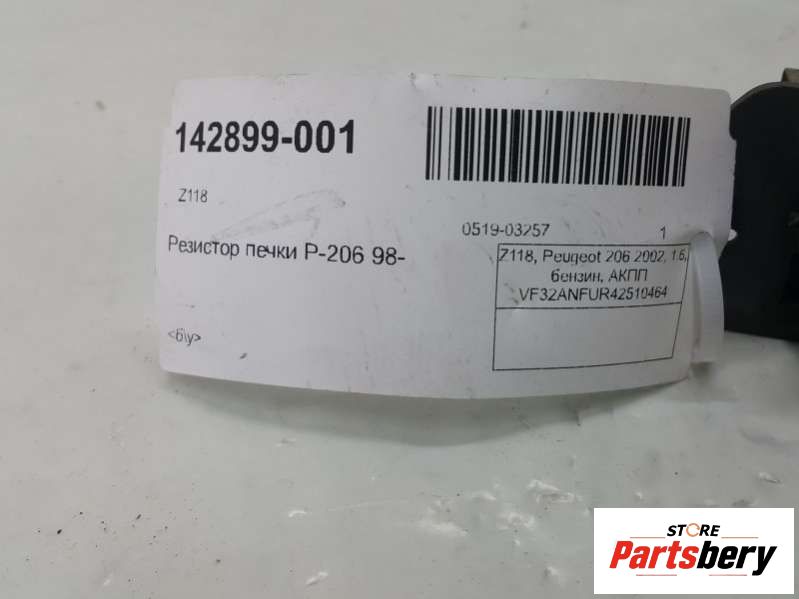 142899-001
Z118
Резистор печки P-206 98-
<б\у>
0519-03257 1
Z118, Peugeot 206 2002, 1.6,
бензин, АКПП
VF32ANFUR42510464
STORE
Partsbery